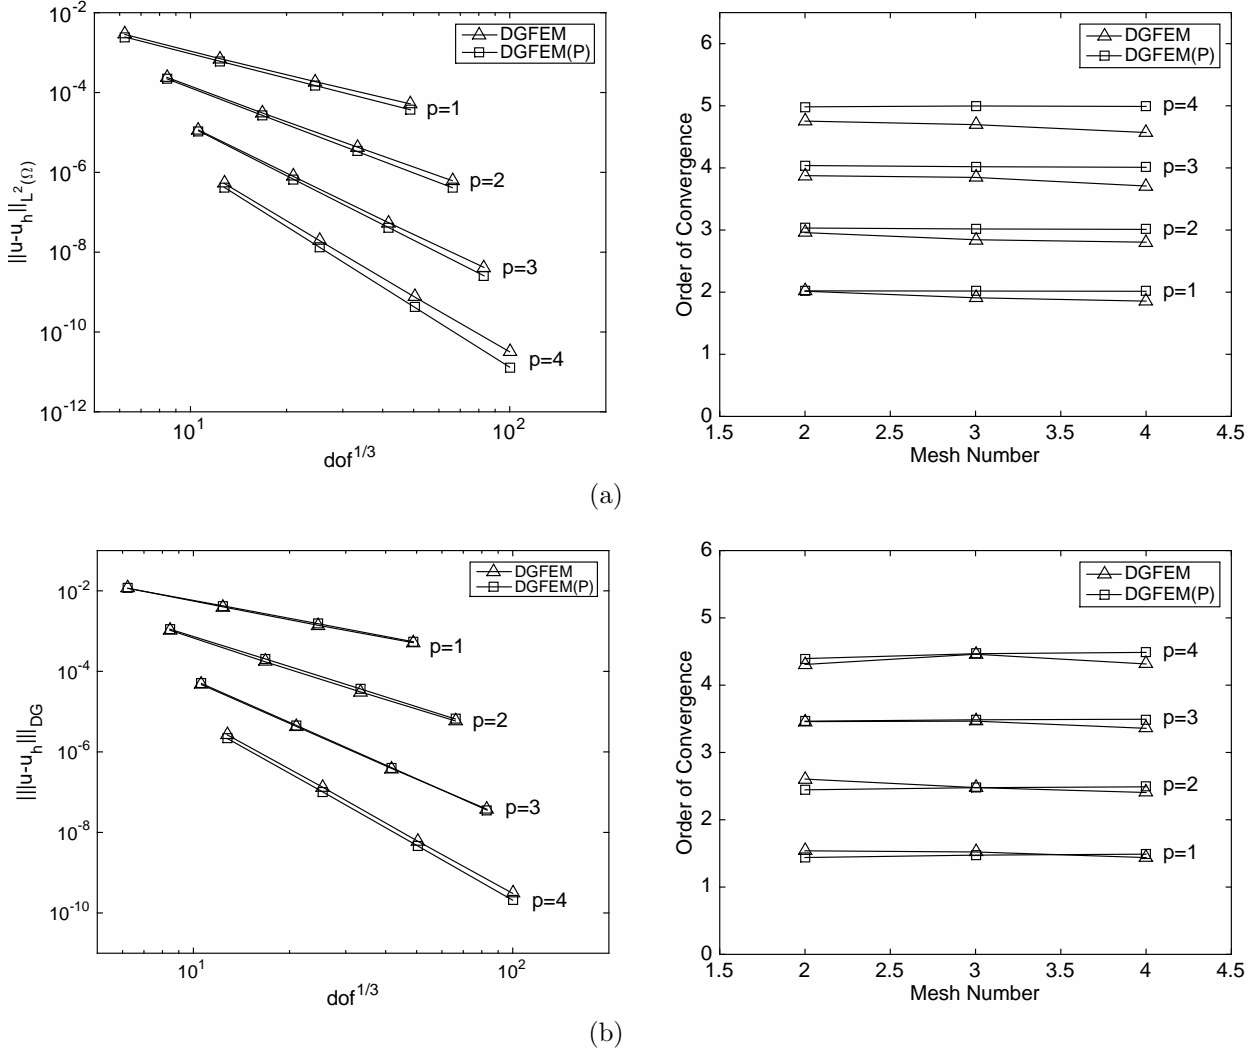 10^-2
10^-4
10^-6
10^-8
10^-10
10^-12
||u-u_h||_L^2(Ω)
DGFEM
DGFEM(P)
p=1
p=2
p=3
p=4
10^1
10^2
dof^1/3
6
5
4
3
2
1
0
Order of Convergence
DGFEM
DGFEM(P)
p=4
p=3
p=2
p=1
1.5 2 2.5 3 3.5 4 4.5
Mesh Number
(a)
10^-2
10^-4
10^-6
10^-8
10^-10
|||u-u_h|||_DG
DGFEM
DGFEM(P)
p=1
p=2
p=3
p=4
10^1
10^2
dof^1/3
6
5
4
3
2
1
0
Order of Convergence
DGFEM
DGFEM(P)
p=4
p=3
p=2
p=1
1.5 2 2.5 3 3.5 4 4.5
Mesh Number
(b)